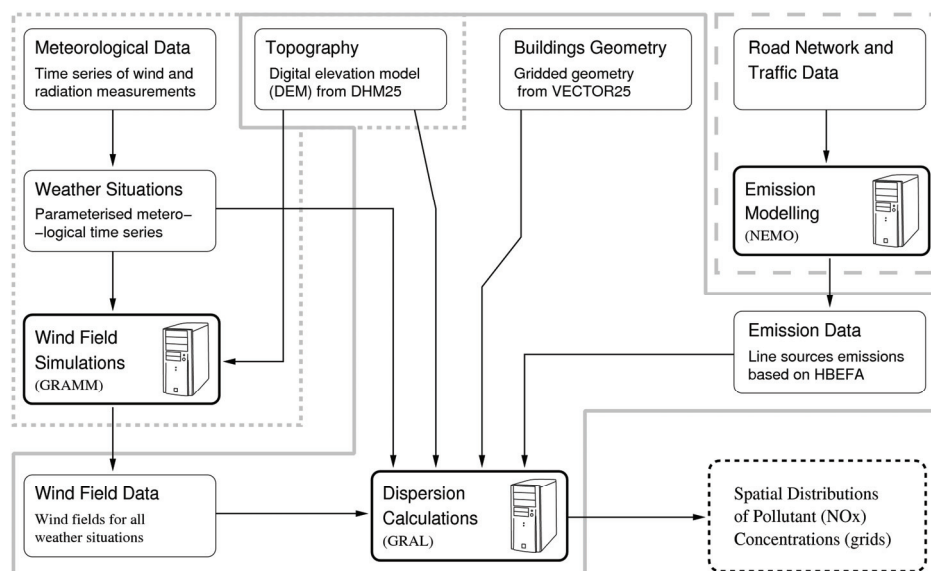 Meteorological Data
Time series of wind and
radiation measurements
Topography
Digital elevation model
(DEM) from DHM25
Buildings Geometry
Gridded geometry
from VECTOR25
Road Network and
Traffic Data
Weather Situations
Parameterised metero-
-logical time series
Emission
Modelling
(NEMO)
Wind Field
Simulations
(GRAMM)
Emission Data
Line sources emissions
based on HBEFA
Wind Field Data
Wind fields for all
weather situations
Dispersion
Calculations
(GRAL)
Spatial Distributions
of Pollutant (NOx)
Concentrations (grids)